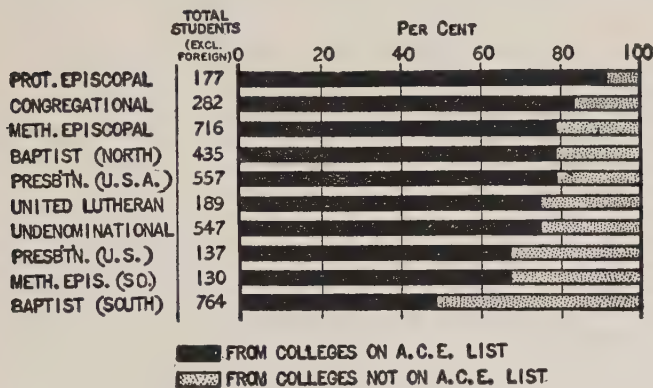 TOTAL
STUDENTS
(EXCL.
FOREIGN)
PER CENT
0 20 40 60 80 100
PROT. EPISCOPAL 177
CONGREGATIONAL 282
METH. EPISCOPAL 716
BAPTIST (NORTH) 435
PRESBTN. (U.S.A.) 557
UNITED LUTHERAN 189
UNDENOMINATIONAL 547
PRESBTN. (U.S.) 137
METH. EPIS. (SO.) 130
BAPTIST (SOUTH) 764
FROM COLLEGES ON A.C.E. LIST
FROM COLLEGES NOT ON A.C.E. LIST